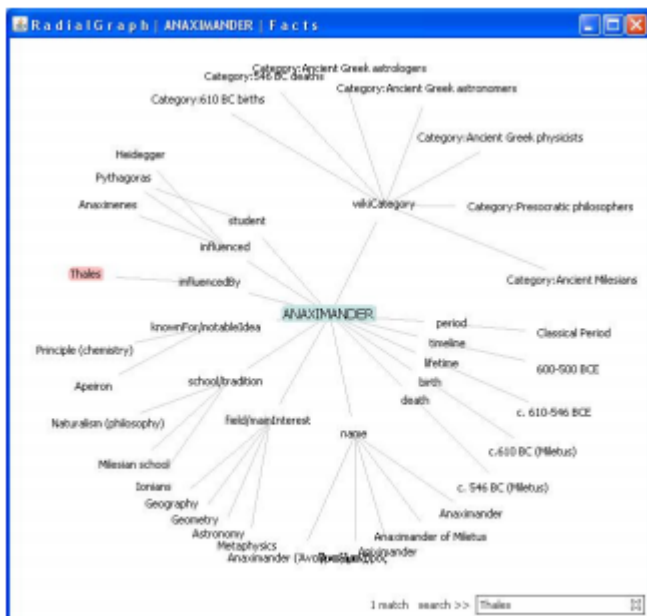 RadialGraph | ANAXIMANDER | Facts
Category:Ancient Greek astrologers
Category:546 BC deaths
Category:Ancient Greek astronomers
Category:610 BC births
Category:Ancient Greek physicists
Heidegger
Pythagoras
Anaximenes
student
wikiCategory
Category:Presocratic philosophers
influenced
Thales
influencedBy
Category:Ancient Milesians
ANAXIMANDER
knownFor/notableIdea
period
Classical Period
Principle (chemistry)
timeline
lifetime
600-500 BCE
Apeiron
school/tradition
birth
death
c. 610-546 BCE
Naturalism (philosophy)
field/mainInterest
name
c.610 BC (Miletus)
Milesian school
Ionians
c. 546 BC (Miletus)
Geography
Anaximander
Geometry
Astronomy
Anaximander of Miletus
Metaphysics
Anaximander
1 match search >> Thales